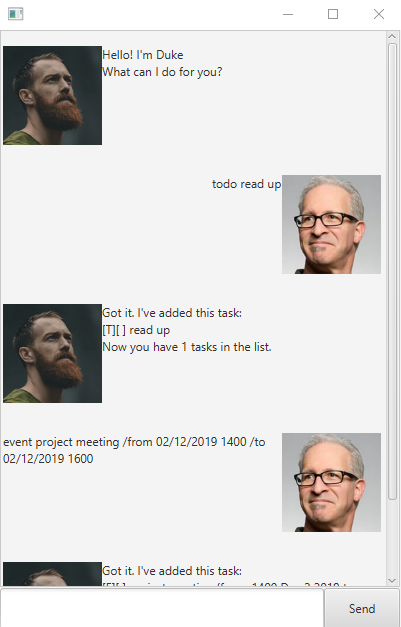 Hello! I'm Duke
What can I do for you?
todo read up
Got it. I've added this task:
[T][ ] read up
Now you have 1 tasks in the list.
event project meeting /from 02/12/2019 1400 /to
02/12/2019 1600
Got it. I've added this task:
Send